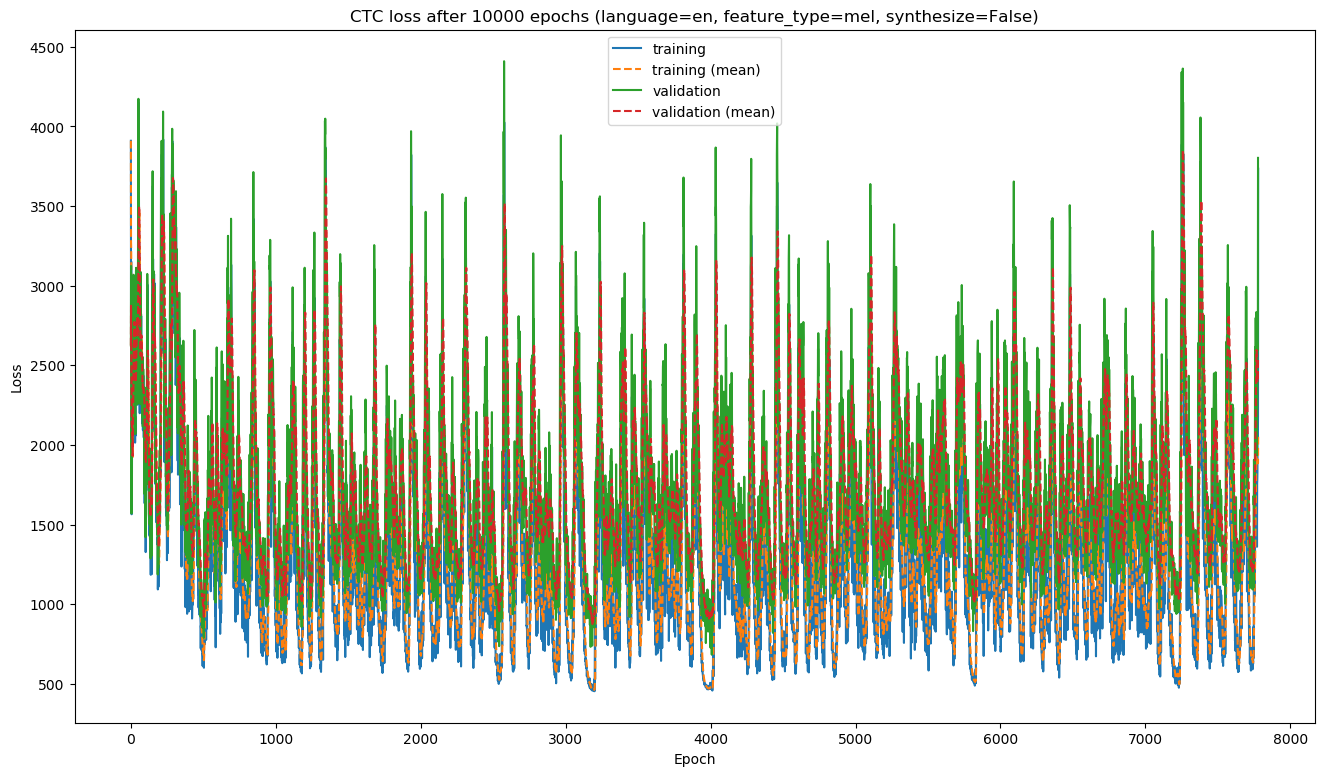 CTC loss after 10000 epochs (language=en, feature_type=mel, synthesize=False)
training
training (mean)
validation
validation (mean)
Loss
4500
4000
3500
3000
2500
2000
1500
1000
500
0 1000 2000 3000 4000 5000 6000 7000 8000
Epoch